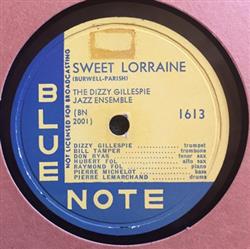 SWEET LORRAINE
(BURWELL-PARISH)
THE DIZZY GILLESPIE
JAZZ ENSEMBLE
(BN
2001)
1613
BLUE
NOT LICENSED FOR BROADCASTING
DIZZY GILLESPIE trumpet
BILL TAMPER trombone
DON RYAS tenor sax
HUBERT FOL alto sax
RAYMOND FOL piano
PIERRE MICHELOT bass
PIERRE LEMARCHAND drums
NOTE